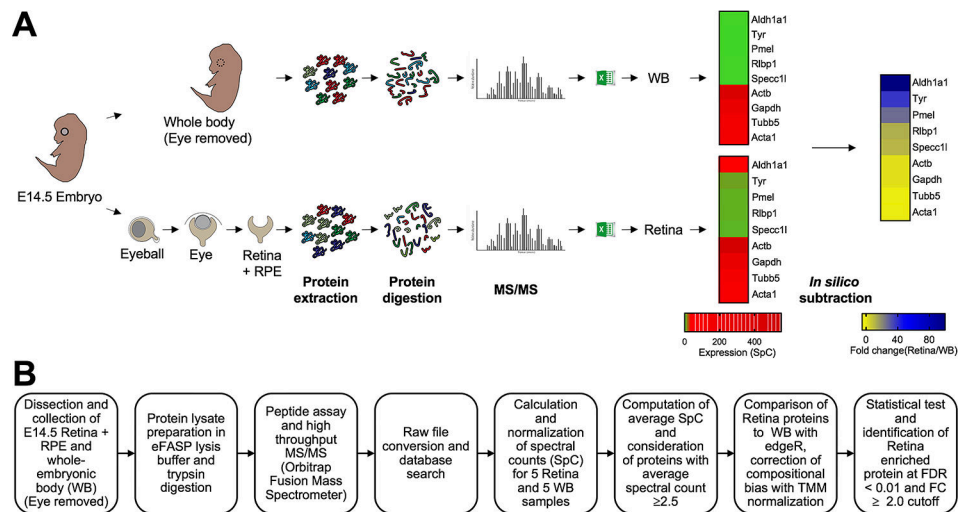 A
E14.5 Embryo
Whole body
(Eye removed)
Eyeball
Eye
Retina
+ RPE
Protein
extraction
Protein
digestion
MS/MS
WB
Retina
Aldh1a1
Tyr
Pmel
Rlbp1
Specc1l
Actb
Gapdh
Tubb5
Acta1
Aldh1a1
Tyr
Pmel
Rlbp1
Specc1l
Actb
Gapdh
Tubb5
Acta1
0 200 400
Expression (SpC)
In silico
subtraction
Aldh1a1
Tyr
Pmel
Rlbp1
Specc1l
Actb
Gapdh
Tubb5
Acta1
0 40 80
Fold change(Retina/WB)
B
Dissection and
collection of
E14.5 Retina +
RPE and
whole-
embryonic
body (WB)
(Eye removed)
Protein lysate
preparation in
eFASP lysis
buffer and
trypsin
digestion
Peptide assay
and high
throughput
MS/MS
(Orbitrap
Fusion Mass
Spectrometer)
Raw file
conversion and
database
search
Calculation
and
normalization
of spectral
counts (SpC)
for 5 Retina
and 5 WB
samples
Computation of
average SpC
and
consideration
of proteins with
average
spectral count
≥2.5
Comparison of
Retina proteins
to WB with
edgeR,
correction of
compositional
bias with TMM
normalization
Statistical test
and
identification of
Retina
enriched
protein at FDR
< 0.01 and FC
≥ 2.0 cutoff